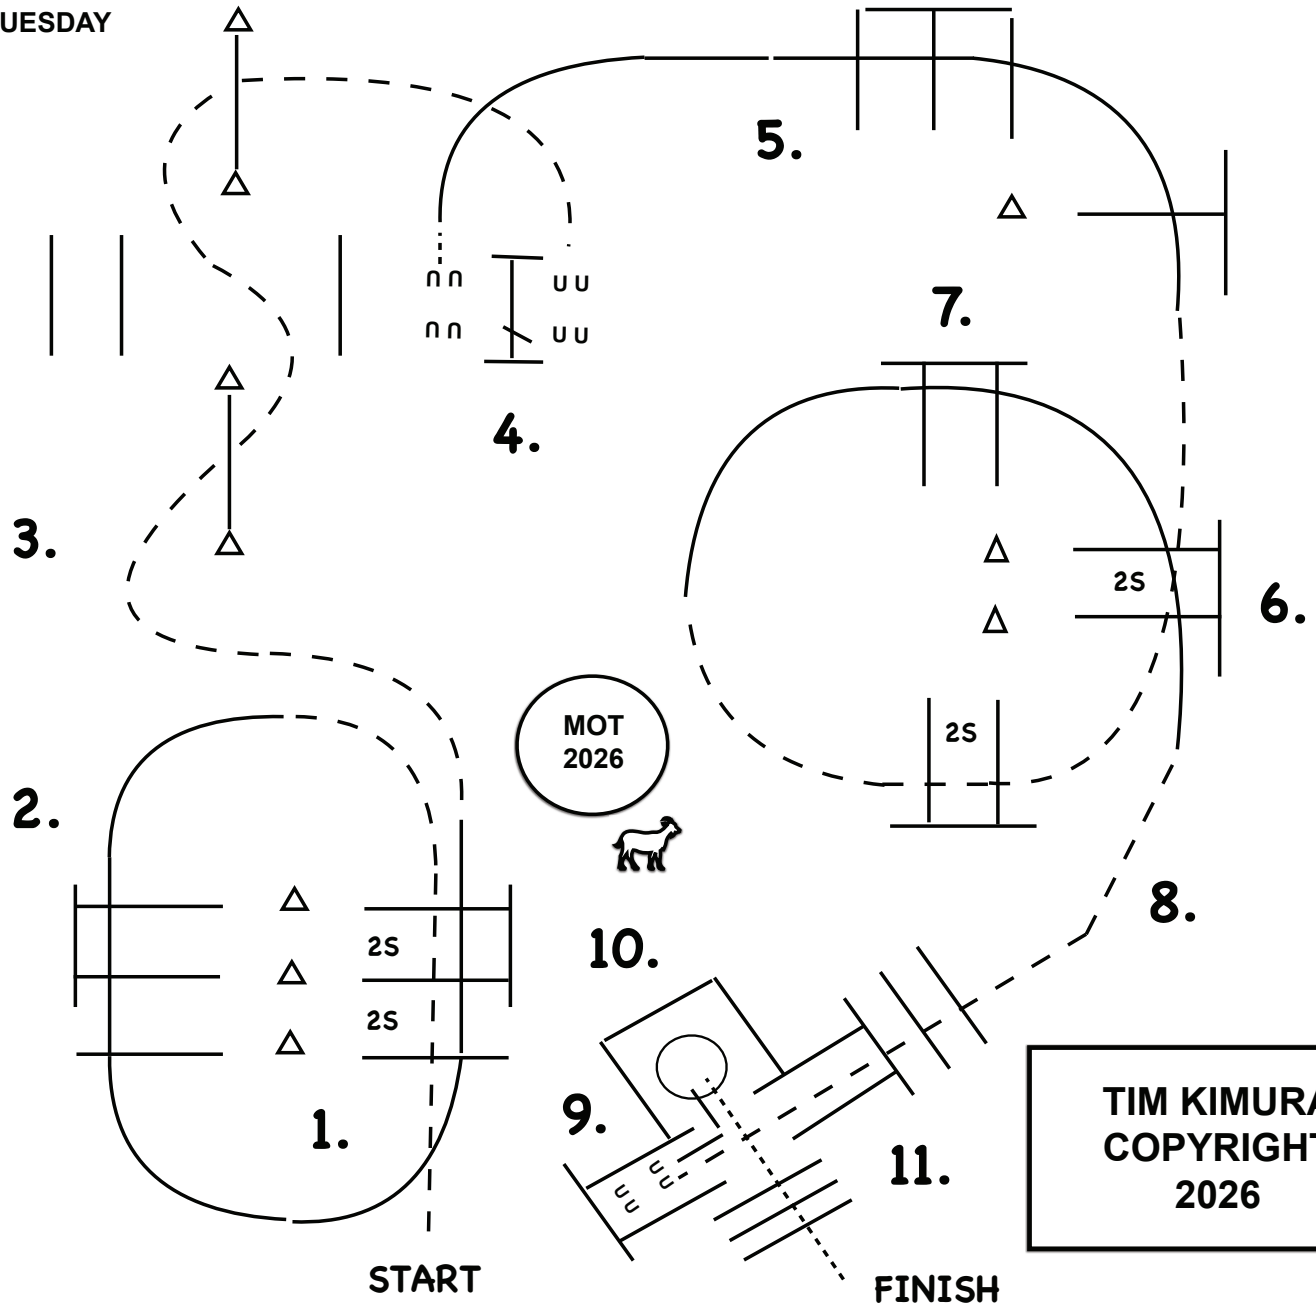 UESDAY
5.
7.
4.
3.
2S
6.
MOT
2026
2S
2.
8.
10.
2S
2S
9.
1.
11.
TIM KIMURA
COPYRIGHT
2026
START
FINISH